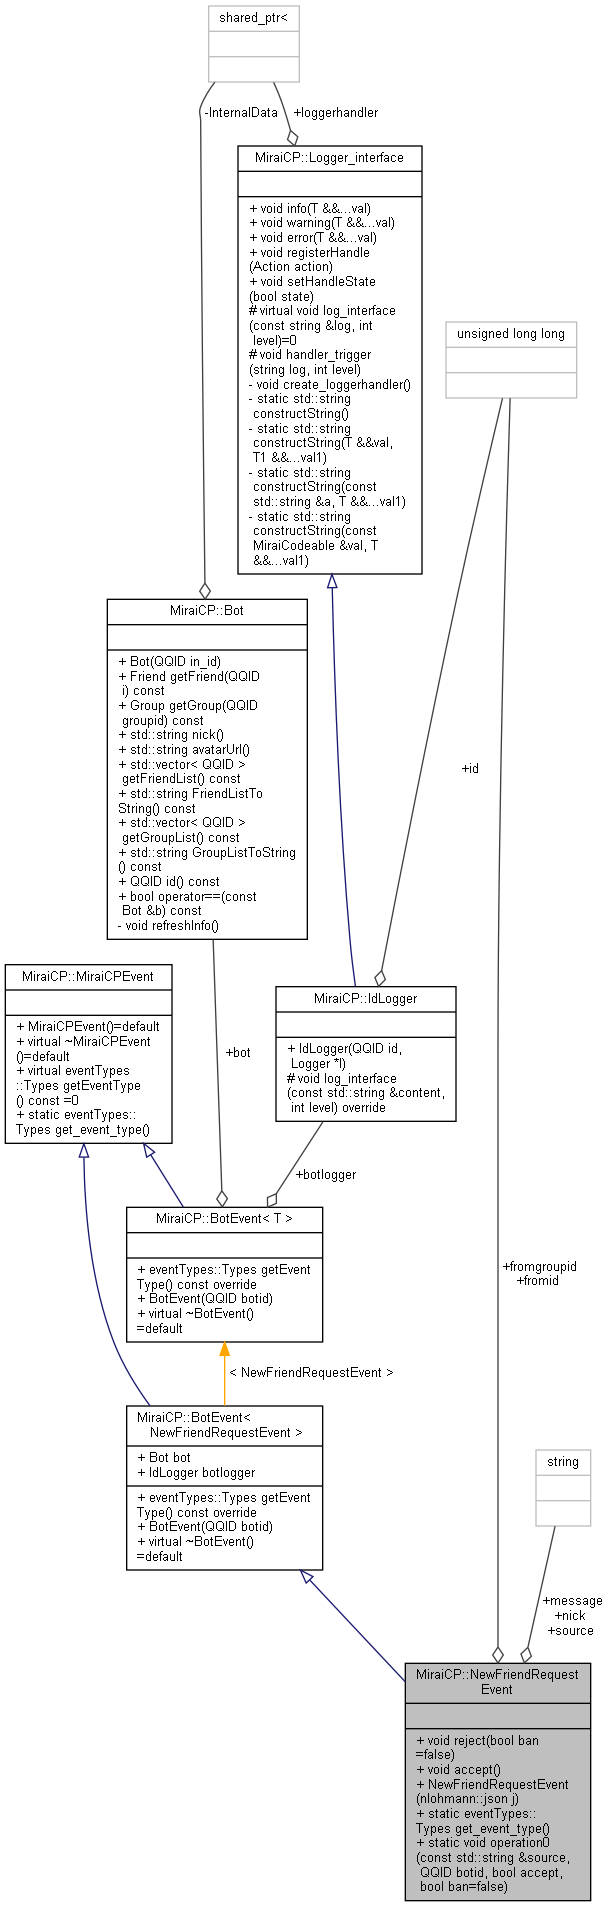 shared_ptr<
-InternalData
+loggerhandler
MiraiCP::Logger_interface
+ void info(T &&...val)
+ void warning(T &&...val)
+ void error(T &&...val)
+ void registerHandle
(Action action)
+ void setHandleState
(bool state)
# virtual void log_interface
(const string &log, int
level)=0
# void handler_trigger
(string log, int level)
- void create_loggerhandler()
- static std::string
constructString()
- static std::string
constructString(T &&val,
T1 &&...val1)
- static std::string
constructString(const
std::string &a, T &&...val1)
- static std::string
constructString(const
MiraiCodeable &val, T
&&...val1)
unsigned long long
MiraiCP::Bot
+ Bot(QQID in_id)
+ Friend getFriend(QQID
i) const
+ Group getGroup(QQID
groupid) const
+ std::string nick()
+ std::string avatarUrl()
+ std::vector< QQID >
getFriendList() const
+ std::string FriendListTo
String() const
+ std::vector< QQID >
getGroupList() const
+ std::string GroupListToString
() const
+ QQID id() const
+ bool operator==(const
Bot &b) const
- void refreshInfo()
+id
MiraiCP::MiraiCPEvent
+ MiraiCPEvent()=default
+ virtual ~MiraiCPEvent
()=default
+ virtual eventTypes
::Types getEventType
() const =0
+ static eventTypes::
Types get_event_type()
MiraiCP::IdLogger
+ IdLogger(QQID id,
Logger *l)
# void log_interface
(const std::string &content,
int level) override
+bot
+botlogger
MiraiCP::BotEvent< T >
+ eventTypes::Types getEvent
Type() const override
+ BotEvent(QQID botid)
+ virtual ~BotEvent()
=default
+fromgroupid
+fromid
< NewFriendRequestEvent >
MiraiCP::BotEvent<
NewFriendRequestEvent >
+ Bot bot
+ IdLogger botlogger
+ eventTypes::Types getEvent
Type() const override
+ BotEvent(QQID botid)
+ virtual ~BotEvent()
=default
string
+message
+nick
+source
MiraiCP::NewFriendRequest
Event
+ void reject(bool ban
=false)
+ void accept()
+ NewFriendRequestEvent
(nlohmann::json j)
+ static eventTypes::
Types get_event_type()
+ static void operation0
(const std::string &source,
QQID botid, bool accept,
bool ban=false)